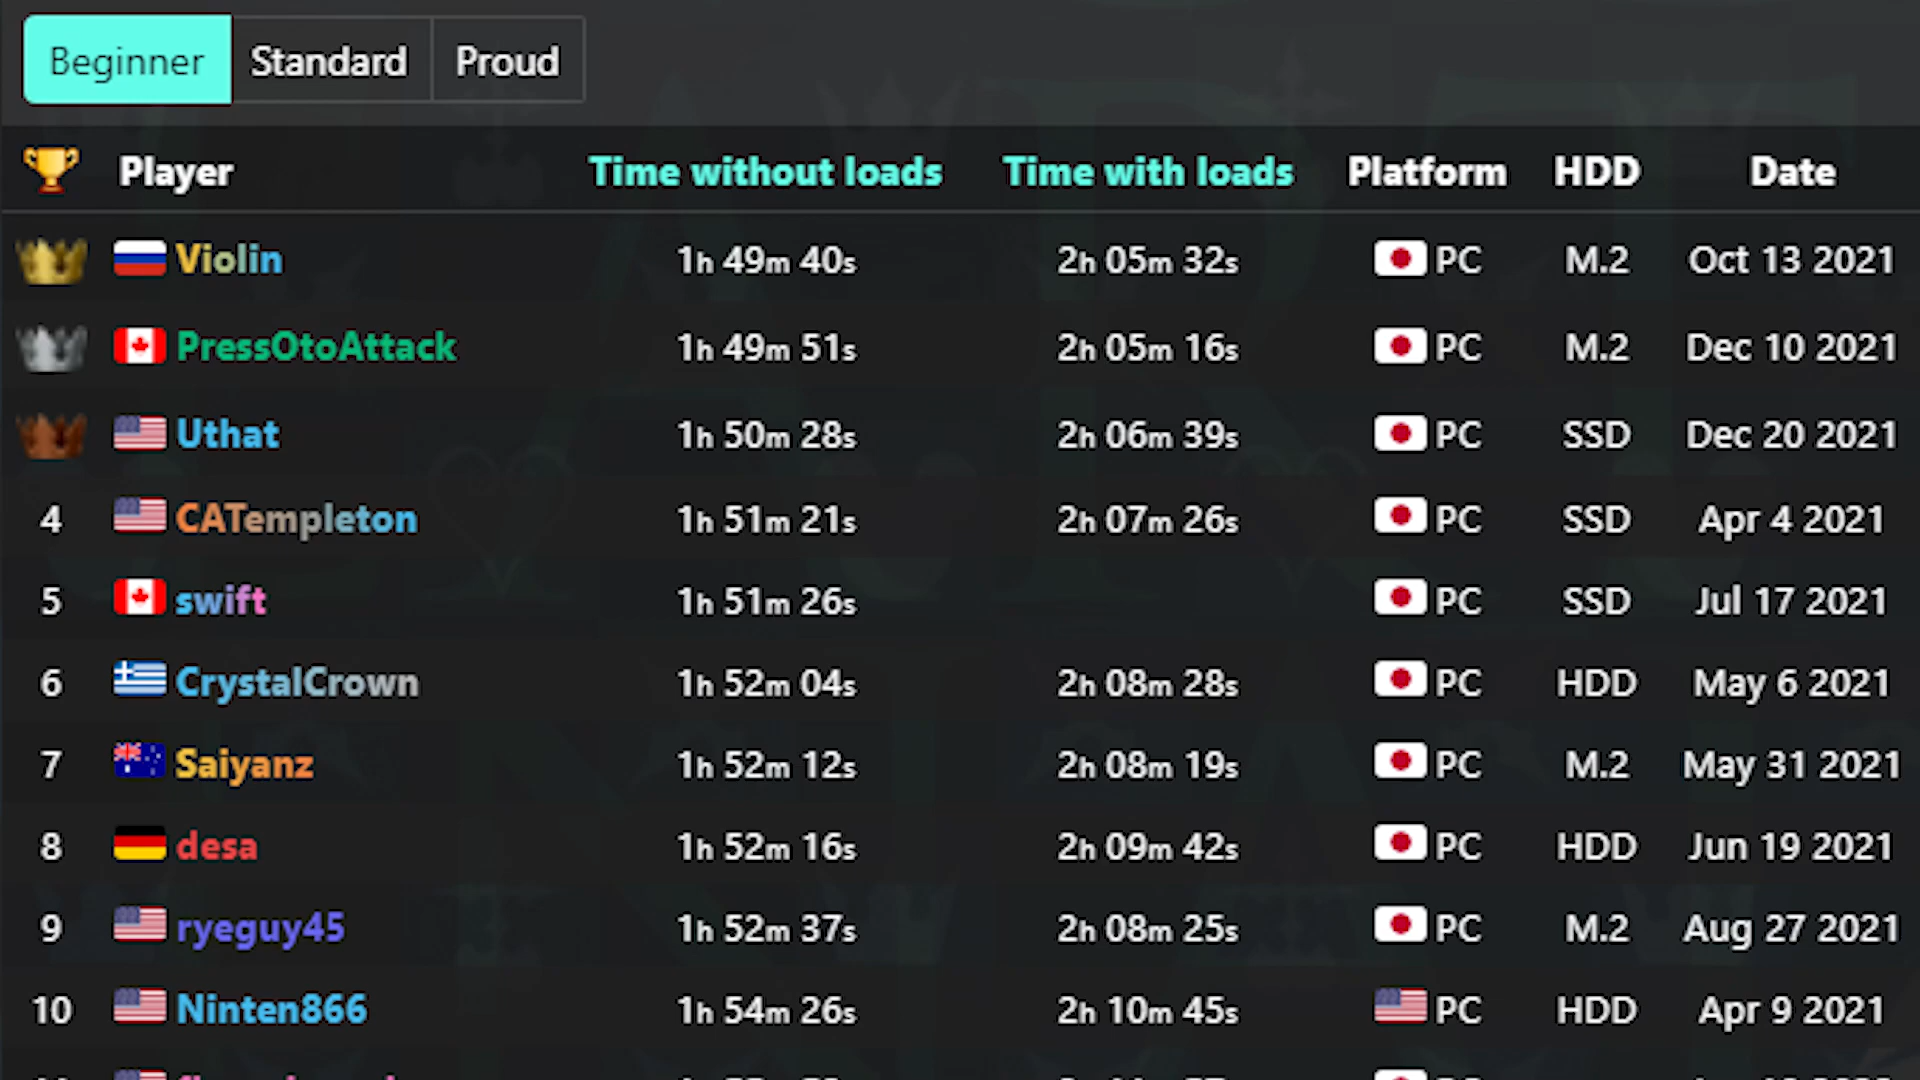 Beginner Standard Proud
Player Time without loads Time with loads Platform HDD Date
Violin 1h 49m 40s 2h 05m 32s PC M.2 Oct 13 2021
PressOtoAttack 1h 49m 51s 2h 05m 16s PC M.2 Dec 10 2021
Uthat 1h 50m 28s 2h 06m 39s PC SSD Dec 20 2021
4 CATempleton 1h 51m 21s 2h 07m 26s PC SSD Apr 4 2021
5 swift 1h 51m 26s PC SSD Jul 17 2021
6 CrystalCrown 1h 52m 04s 2h 08m 28s PC HDD May 6 2021
7 Saiyanz 1h 52m 12s 2h 08m 19s PC M.2 May 31 2021
8 desa 1h 52m 16s 2h 09m 42s PC HDD Jun 19 2021
9 ryeguy45 1h 52m 37s 2h 08m 25s PC M.2 Aug 27 2021
10 Ninten866 1h 54m 26s 2h 10m 45s PC HDD Apr 9 2021